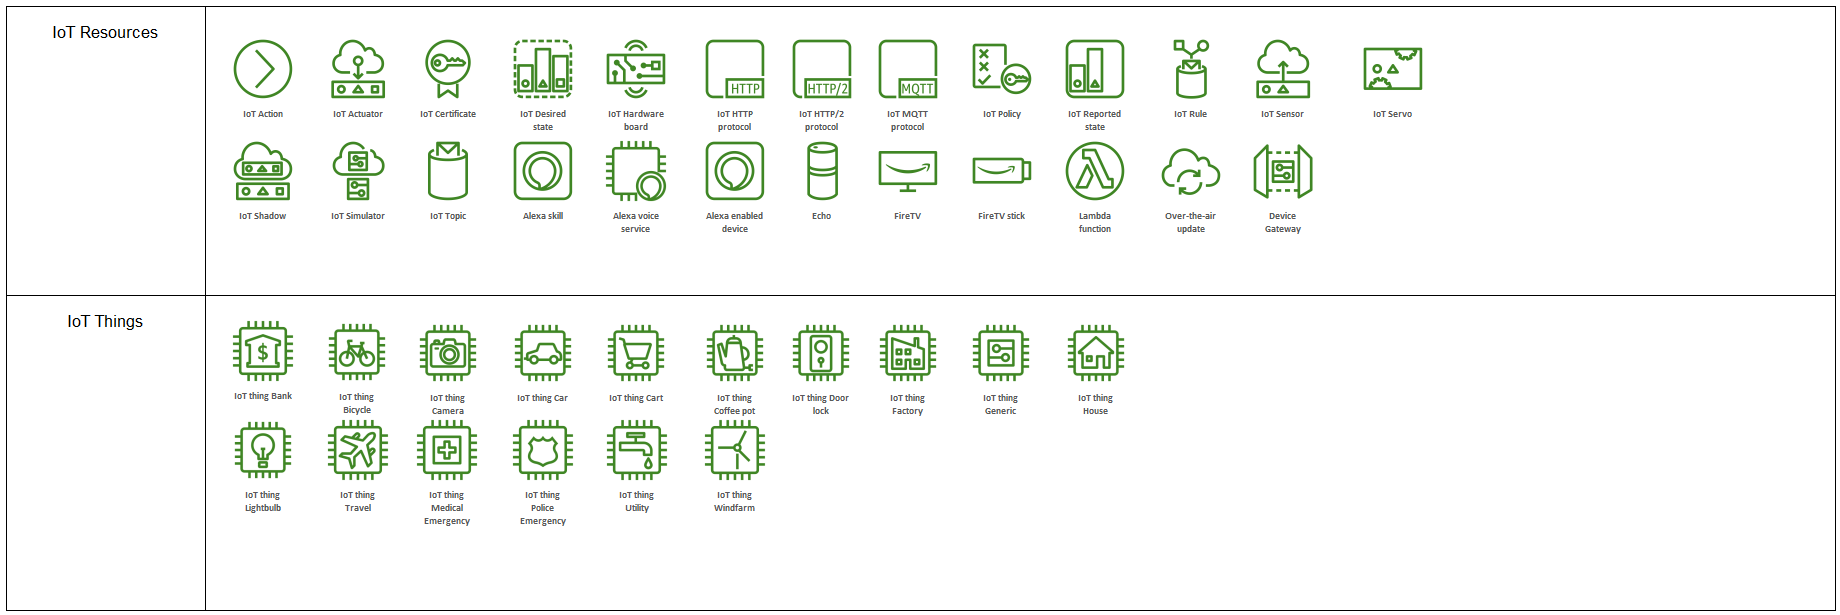 IoT Resources
HTTP
HTTP/2
MQTT
IoT Action
IoT Actuator
IoT Certificate
IoT Desired
state
IoT Hardware
board
IoT HTTP
protocol
IoT HTTP/2
protocol
IoT MQTT
protocol
IoT Policy
IoT Reported
state
IoT Rule
IoT Sensor
IoT Servo
IoT Shadow
IoT Simulator
IoT Topic
Alexa skill
Alexa voice
service
Alexa enabled
device
Echo
FireTV
FireTV stick
Lambda
function
Over-the-air
update
Device
Gateway
IoT Things
$
IoT thing Bank
IoT thing
Bicycle
IoT thing
Camera
IoT thing Car
IoT thing Cart
IoT thing
Coffee pot
IoT thing Door
lock
IoT thing
Factory
IoT thing
Generic
IoT thing
House
IoT thing
Lightbulb
IoT thing
Travel
IoT thing
Medical
Emergency
IoT thing
Police
Emergency
IoT thing
Utility
IoT thing
Windfarm